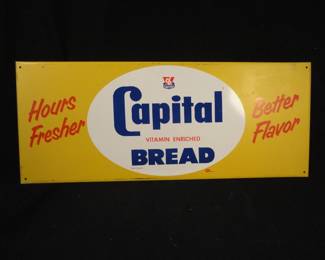 Hours
Fresher
Capital
VITAMIN ENRICHED
BREAD
Better
Flavor